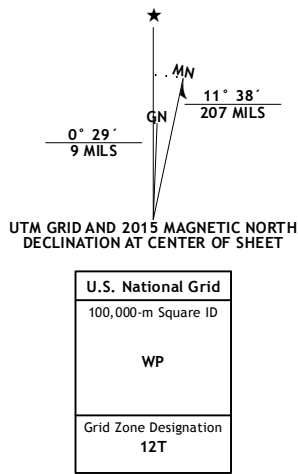 ★
MN
GN
11° 38´
207 MILS
0° 29´
9 MILS
UTM GRID AND 2015 MAGNETIC NORTH
DECLINATION AT CENTER OF SHEET
U.S. National Grid
100,000-m Square ID
WP
Grid Zone Designation
12T